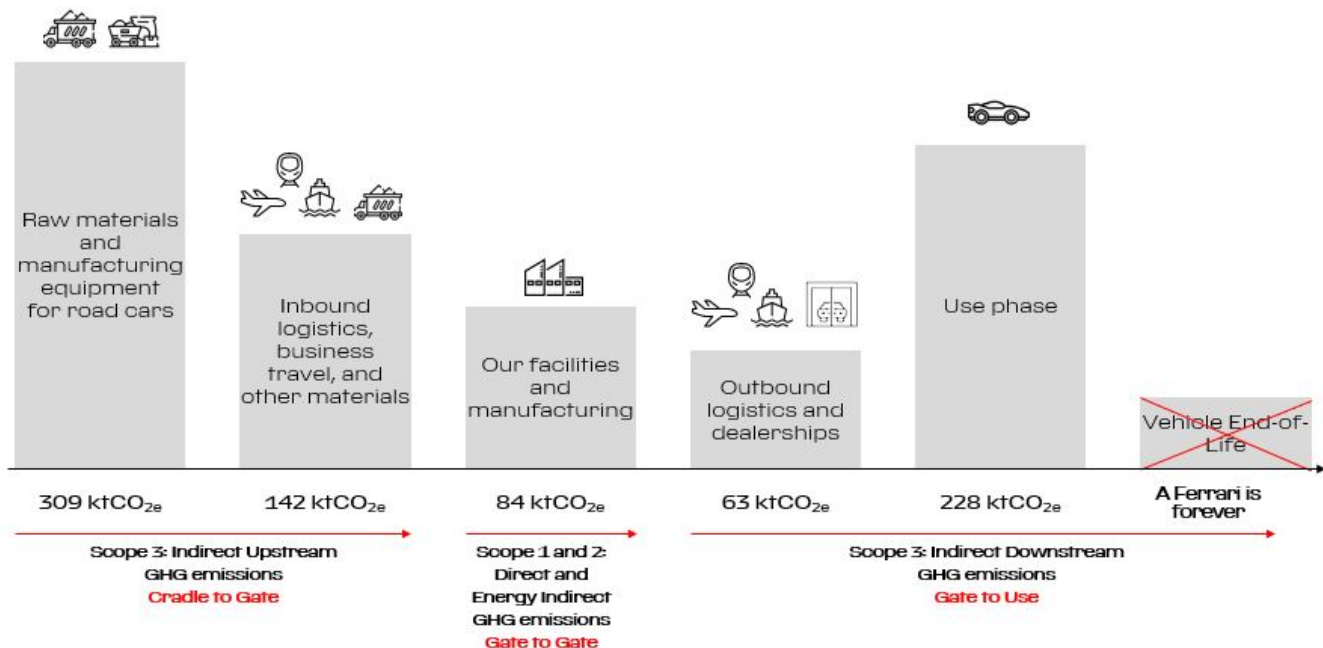 Raw materials
and
manufacturing
equipment
for road cars
Inbound
logistics,
business
travel, and
other materials
Our facilities
and
manufacturing
Outbound
logistics and
dealerships
Use phase
Vehicle End-of-
Life
309 ktCO₂e
142 ktCO₂e
84 ktCO₂e
63 ktCO₂e
228 ktCO₂e
A Ferrari is
forever
Scope 3: Indirect Upstream
GHG emissions
Cradle to Gate
Scope 1 and 2:
Direct and
Energy Indirect
GHG emissions
Gate to Gate
Scope 3: Indirect Downstream
GHG emissions
Gate to Use